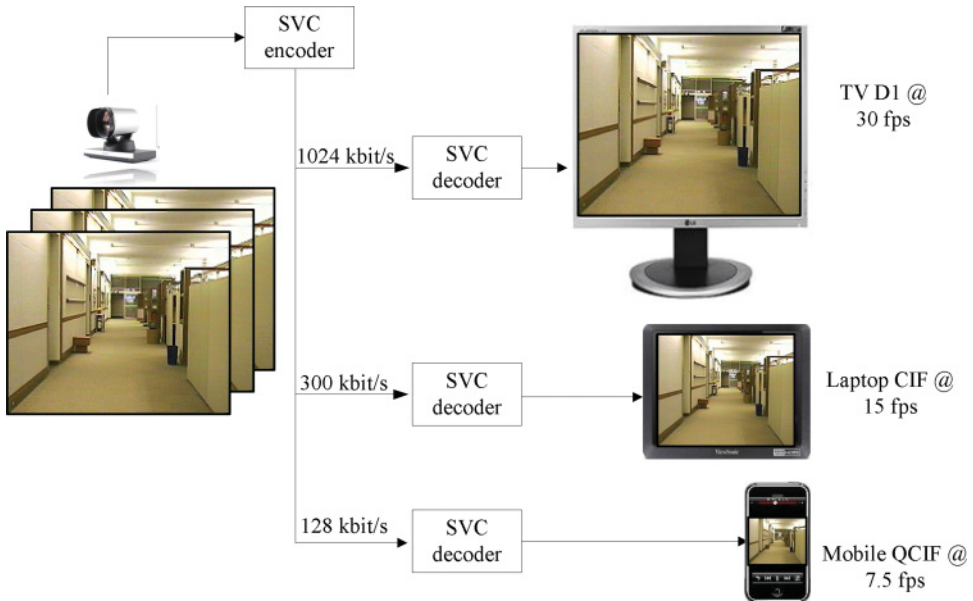 SVC
encoder
1024 kbit/s
SVC
decoder
TV D1 @
30 fps
LG
300 kbit/s
SVC
decoder
Laptop CIF @
15 fps
ViewSonic
128 kbit/s
SVC
decoder
Mobile QCIF @
7.5 fps